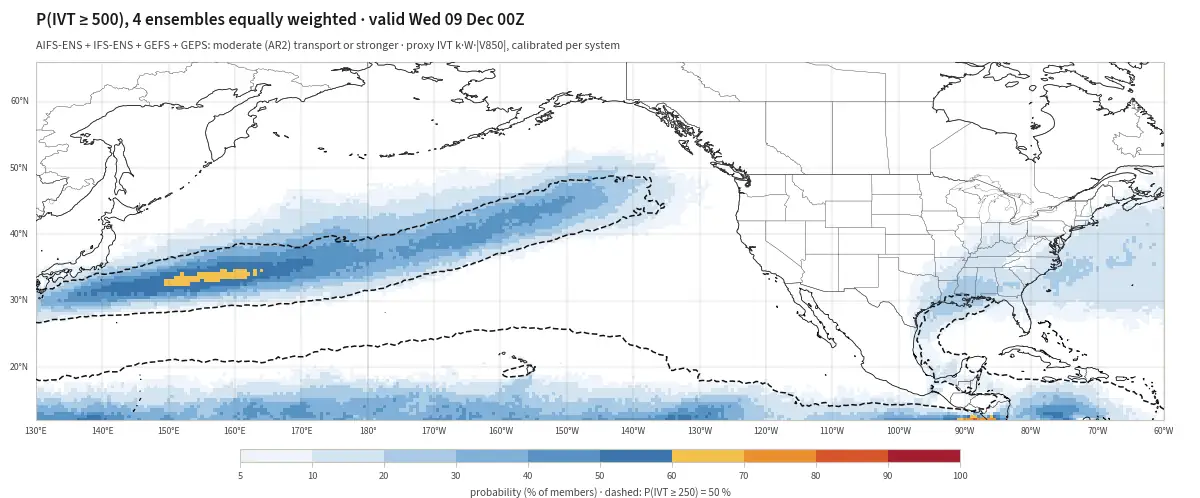 P(IVT ≥ 500), 4 ensembles equally weighted · valid Wed 09 Dec 00Z
AIFS-ENS + IFS-ENS + GEFS + GEPS: moderate (AR2) transport or stronger · proxy IVT k·W·|V850|, calibrated per system
60°N
50°N
40°N
30°N
20°N
130°E 140°E 150°E 160°E 170°E 180° 170°W 160°W 150°W 140°W 130°W 120°W 110°W 100°W 90°W 80°W 70°W 60°W
5 10 20 30 40 50 60 70 80 90 100
probability (% of members) · dashed: P(IVT ≥ 250) = 50 %